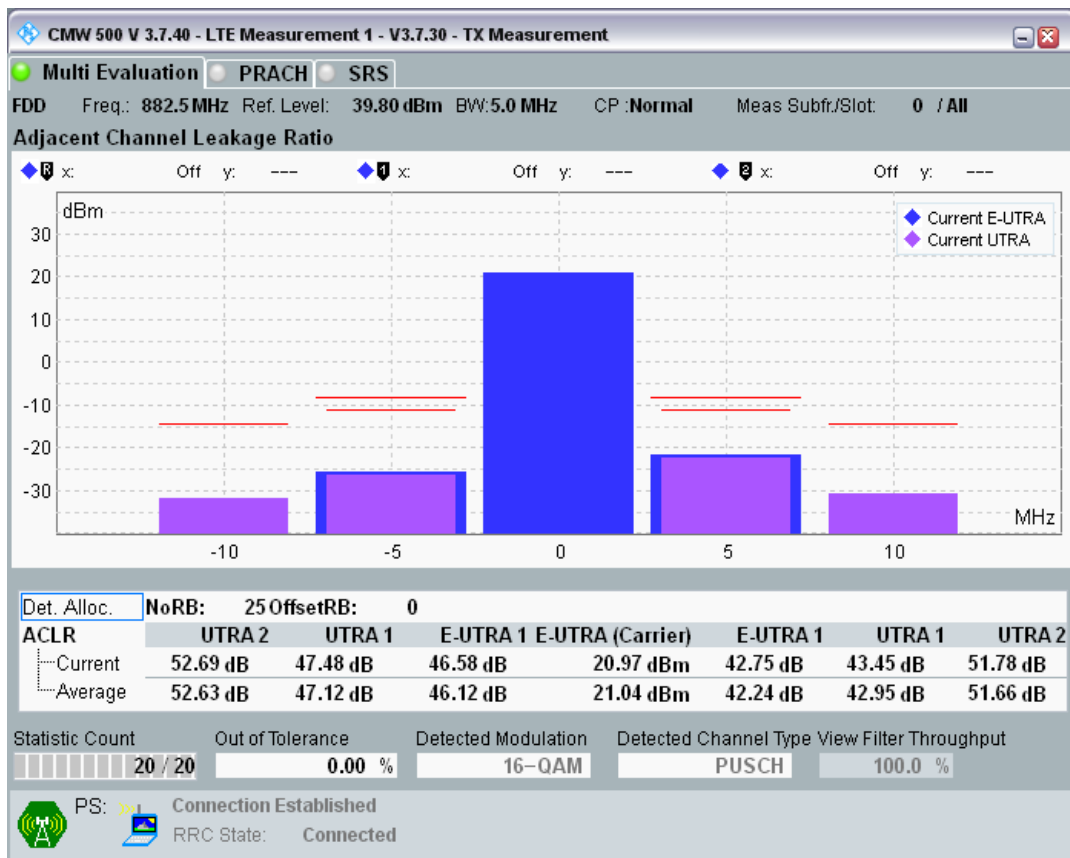 CMW 500 V 3.7.40 - LTE Measurement 1 - V3.7.30 - TX Measurement
Multi Evaluation PRACH SRS
FDD Freq.: 882.5 MHz Ref. Level: 39.80 dBm BW:5.0 MHz CP :Normal Meas Subfr./Slot: 0 / All
Adjacent Channel Leakage Ratio
R x: Off y: --- 1 x: Off y: --- 2 x: Off y: ---
dBm
Current E-UTRA
Current UTRA
30
20
10
0
-10
-20
-30
MHz
-10 -5 0 5 10
Det. Alloc. NoRB: 25 OffsetRB: 0
ACLR UTRA 2 UTRA 1 E-UTRA 1 E-UTRA (Carrier) E-UTRA 1 UTRA 1 UTRA 2
Current 52.69 dB 47.48 dB 46.58 dB 20.97 dBm 42.75 dB 43.45 dB 51.78 dB
Average 52.63 dB 47.12 dB 46.12 dB 21.04 dBm 42.24 dB 42.95 dB 51.66 dB
Statistic Count Out of Tolerance Detected Modulation Detected Channel Type View Filter Throughput
20 / 20 0.00 % 16-QAM PUSCH 100.0 %
PS: Connection Established
RRC State: Connected